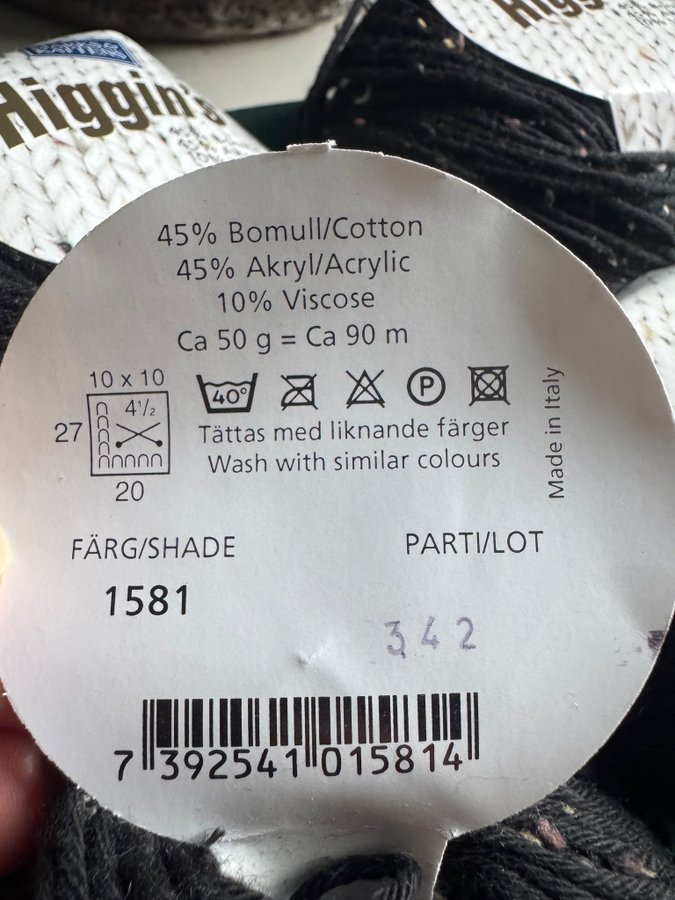 Higgin's
Higg
45% Bomull/Cotton
45% Akryl/Acrylic
10% Viscose
Ca 50 g = Ca 90 m
10 x 10
27
4½
20
40°
P
Tättas med liknande färger
Wash with similar colours
Made in Italy
FÄRG/SHADE
PARTI/LOT
1581
342
7 392541 015814